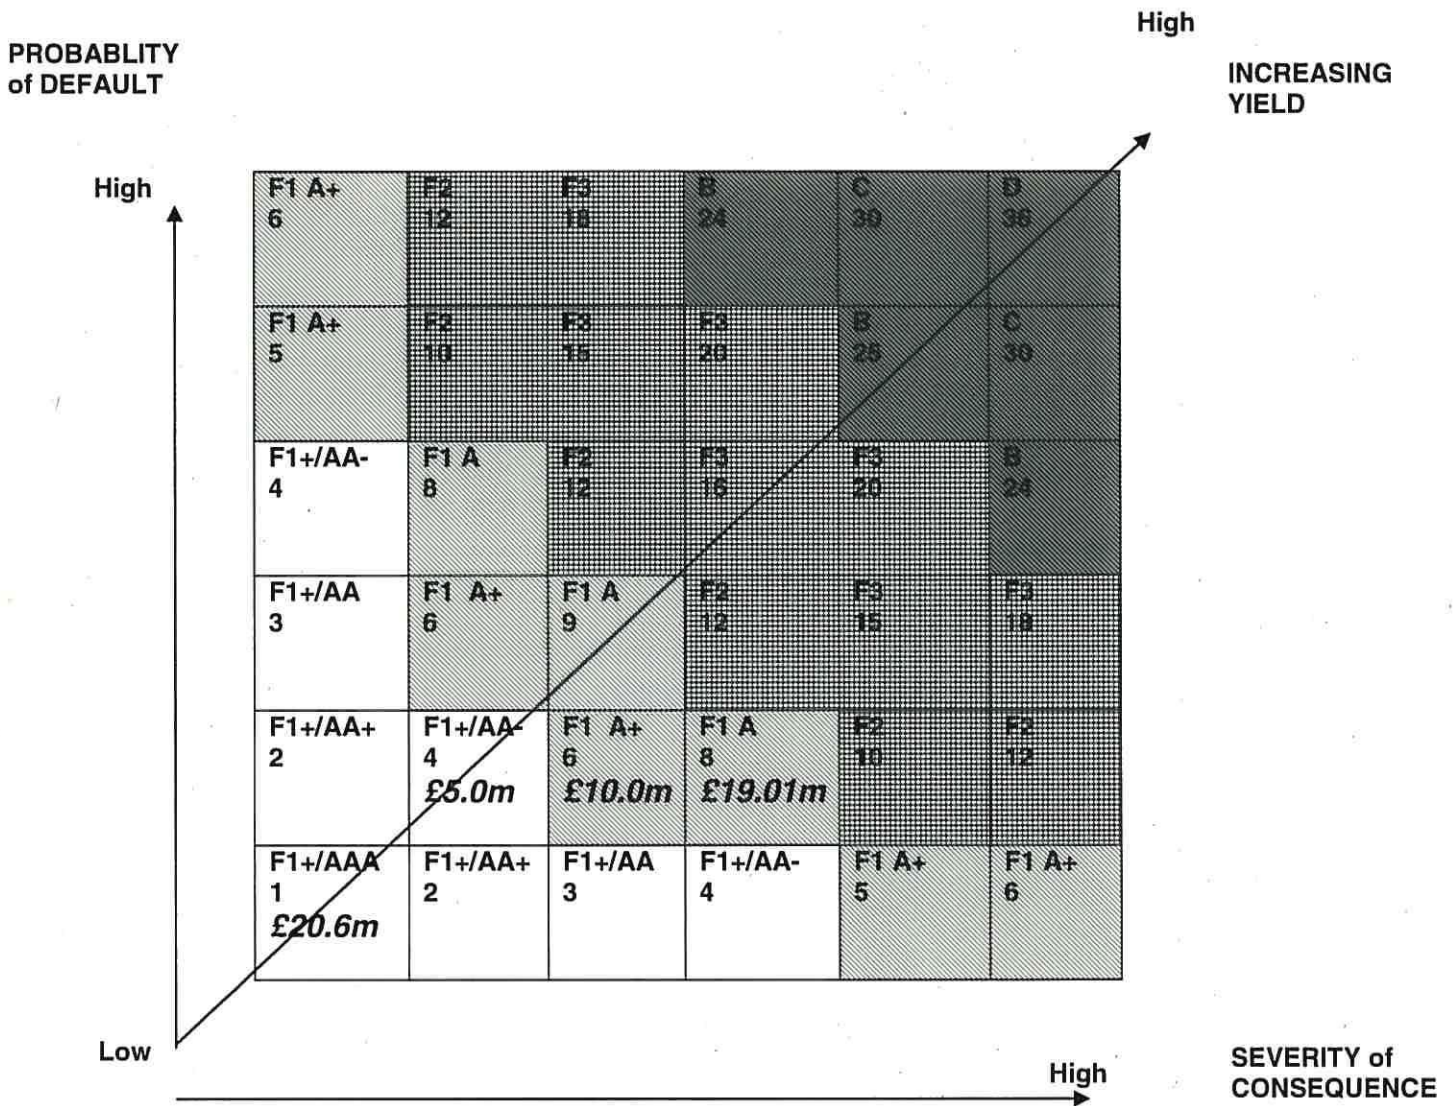 High
PROBABLITY
of DEFAULT
INCREASING
YIELD
High
F1 A+
6
F2
12
F3
18
B
24
C
30
D
36
F1 A+
5
F2
10
F3
15
F3
20
B
25
C
30
F1+/AA-
4
F1 A
8
F2
12
F3
16
F3
20
B
24
F1+/AA
3
F1 A+
6
F1 A
9
F2
12
F3
15
F3
18
F1+/AA+
2
F1+/AA-
4
£5.0m
F1 A+
6
£10.0m
F1 A
8
£19.01m
F2
10
F2
12
F1+/AAA
1
£20.6m
F1+/AA+
2
F1+/AA
3
F1+/AA-
4
F1 A+
5
F1 A+
6
Low
High
SEVERITY of
CONSEQUENCE